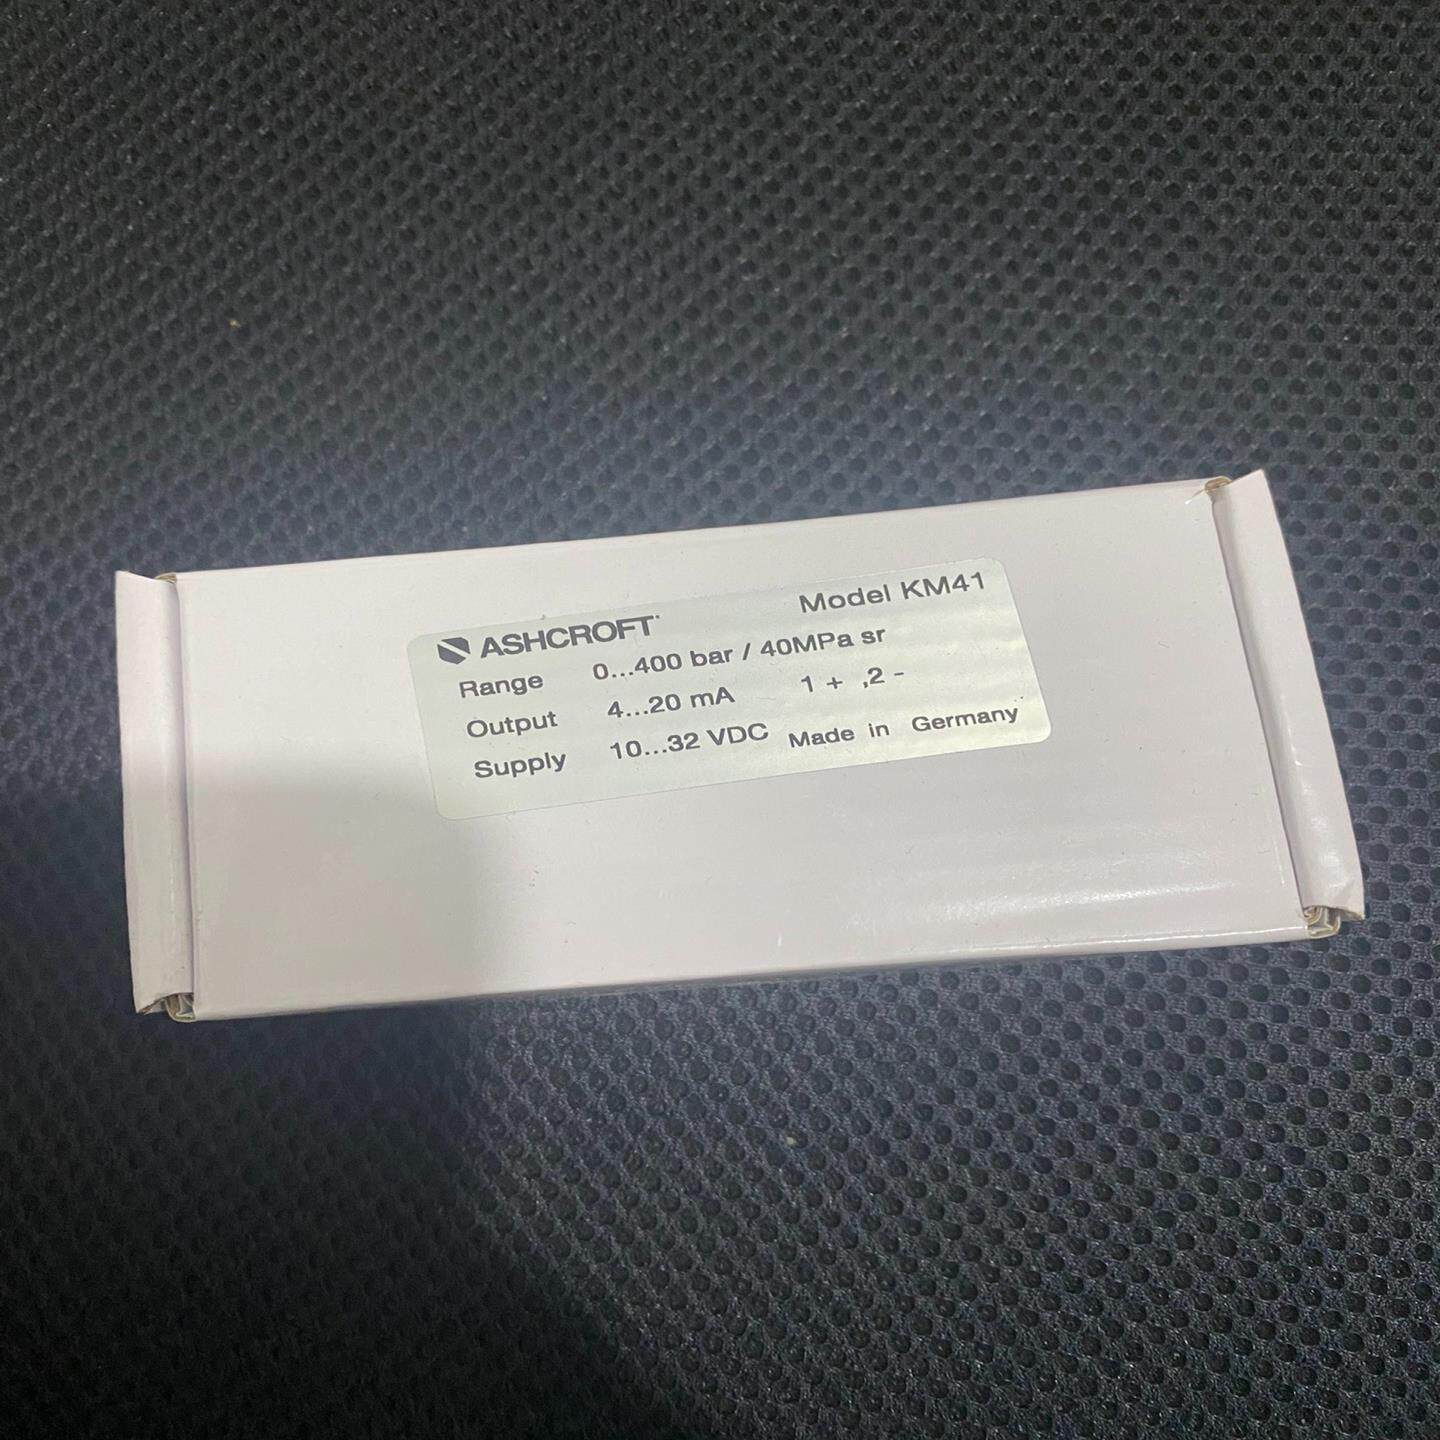 ASHCROFT Model KM41
Range 0...400 bar / 40MPa sr
Output 4...20 mA 1 + ,2 -
Supply 10...32 VDC Made in Germany